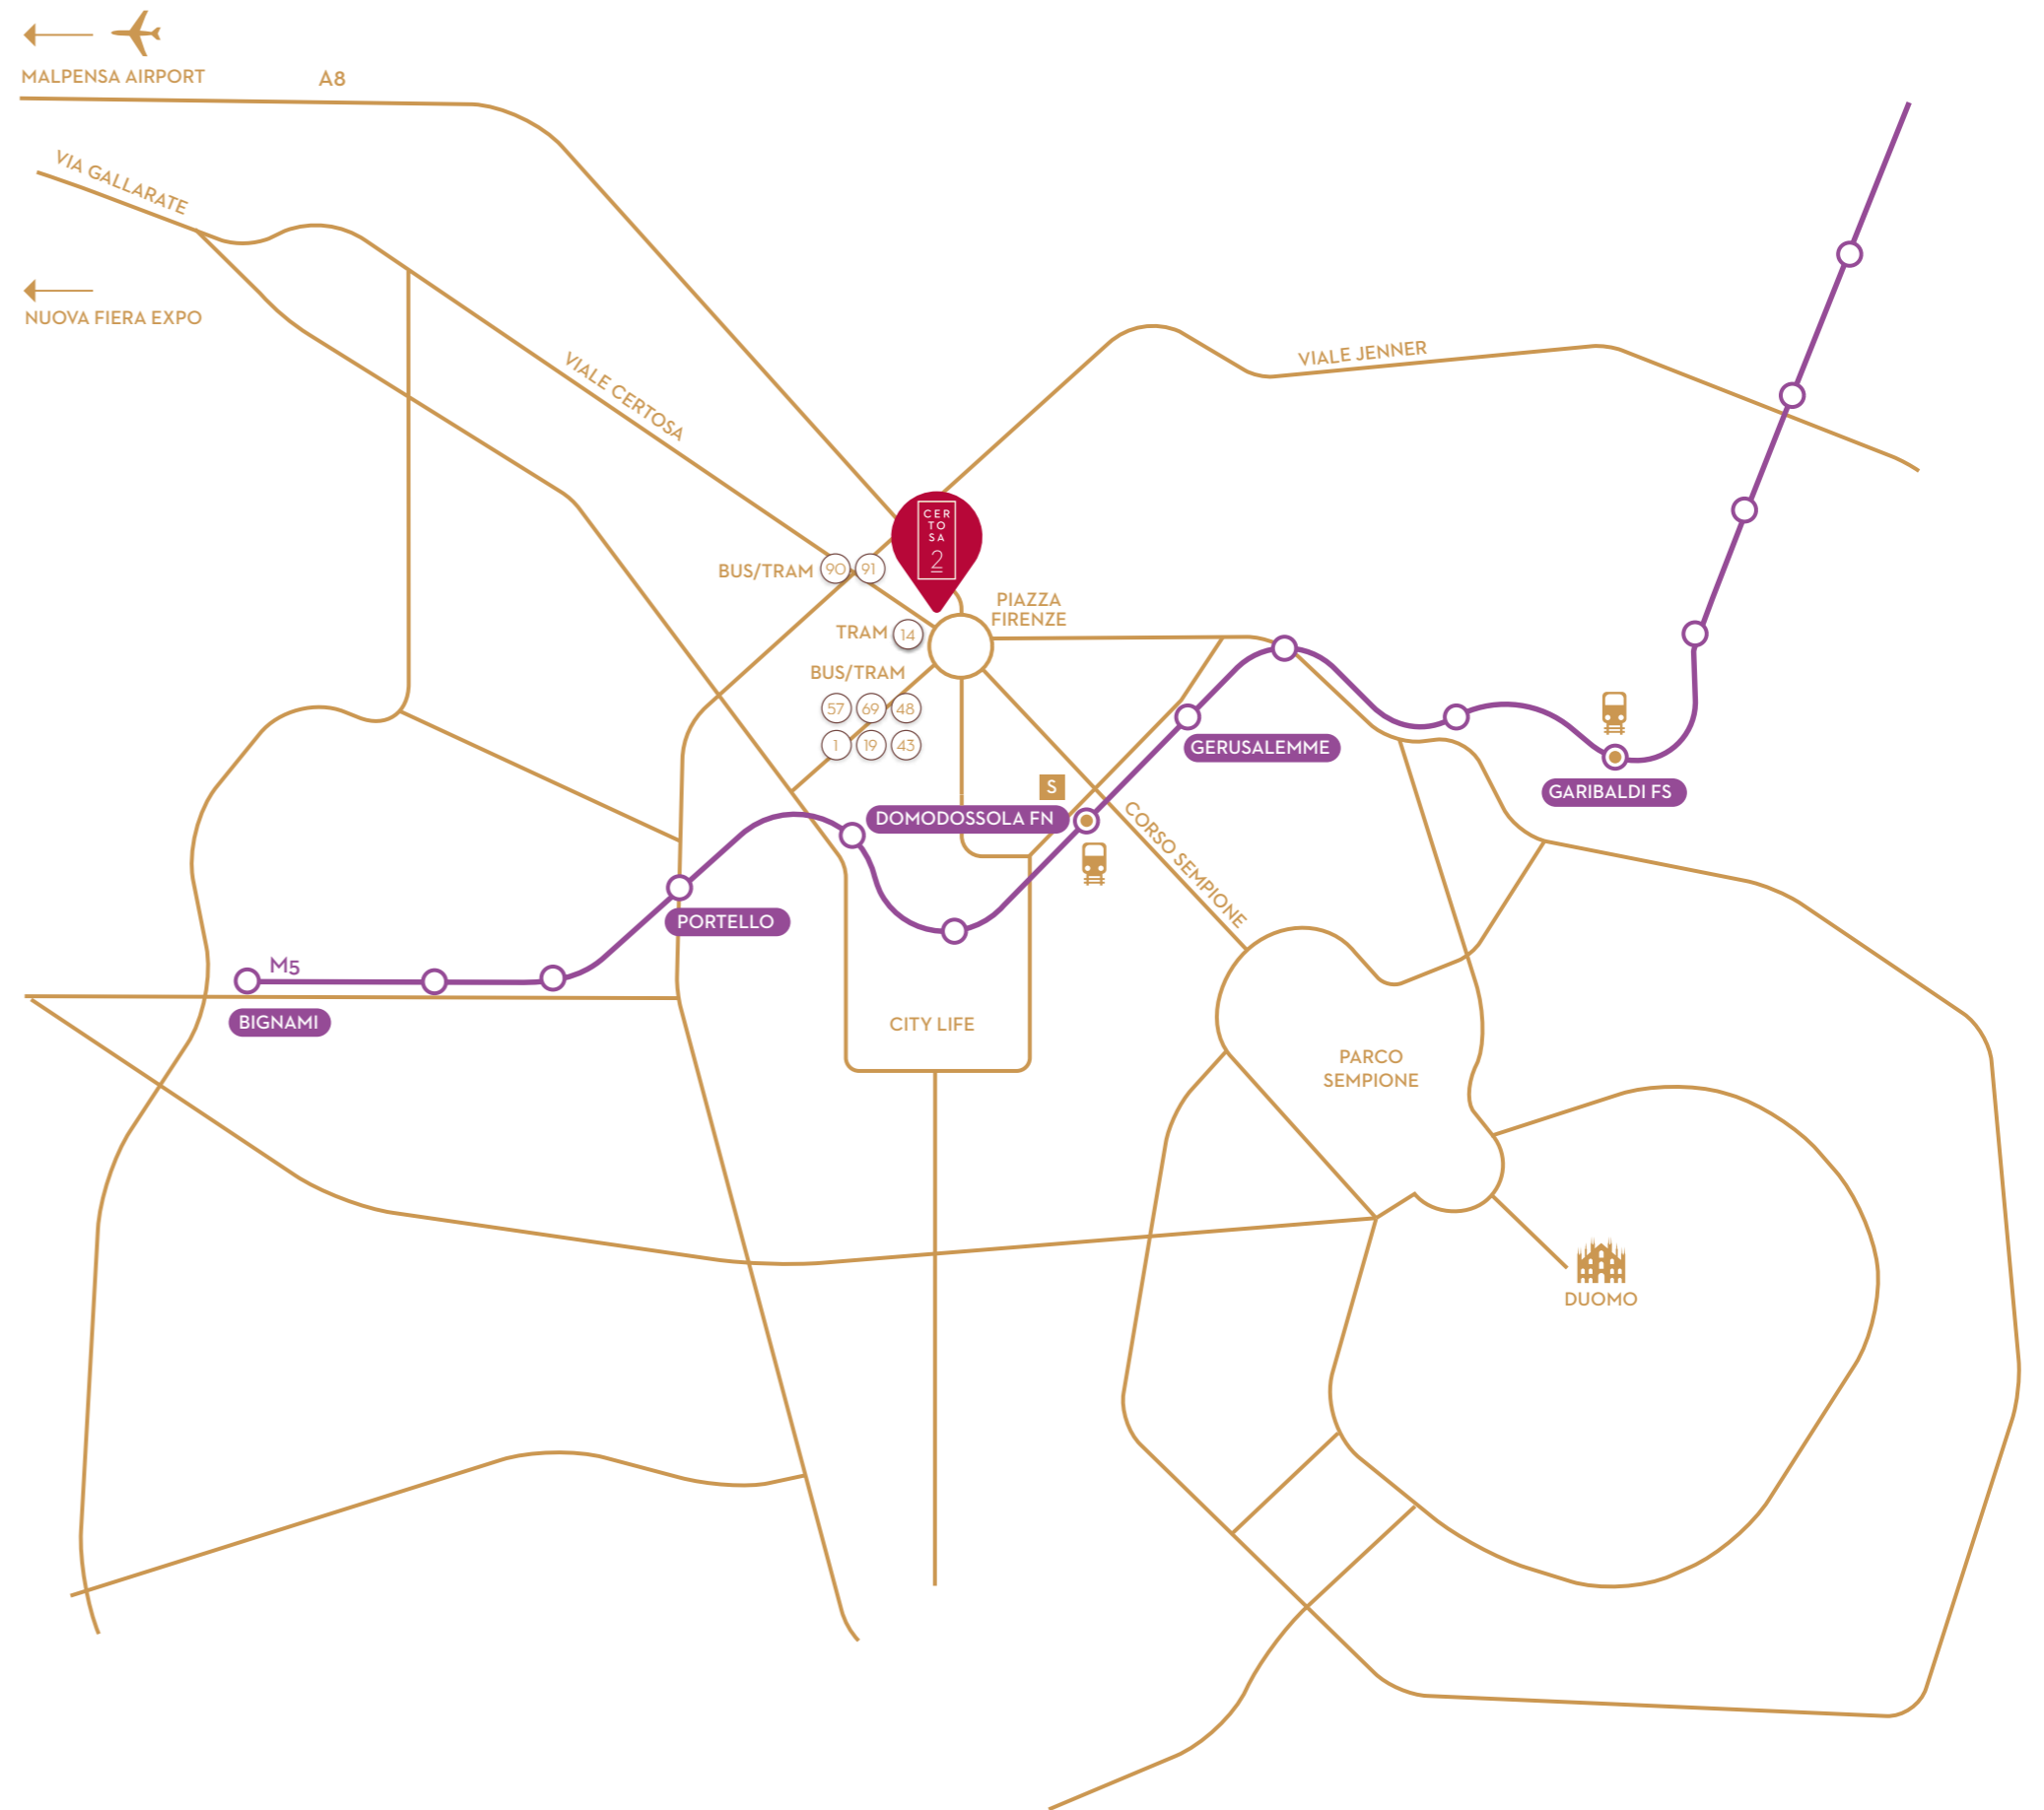 MALPENSA AIRPORT
A8
VIA GALLARATE
NUOVA FIERA EXPO
VIALE CERTOSA
VIALE JENNER
CER
TO
SA
2
BUS/TRAM 90 91
PIAZZA
FIRENZE
TRAM 14
BUS/TRAM
57 69 48
1 19 43
GERUSALEMME
S
GARIBALDI FS
DOMODOSSOLA FN
CORSO SEMPIONE
PORTELLO
M5
BIGNAMI
CITY LIFE
PARCO
SEMPIONE
DUOMO